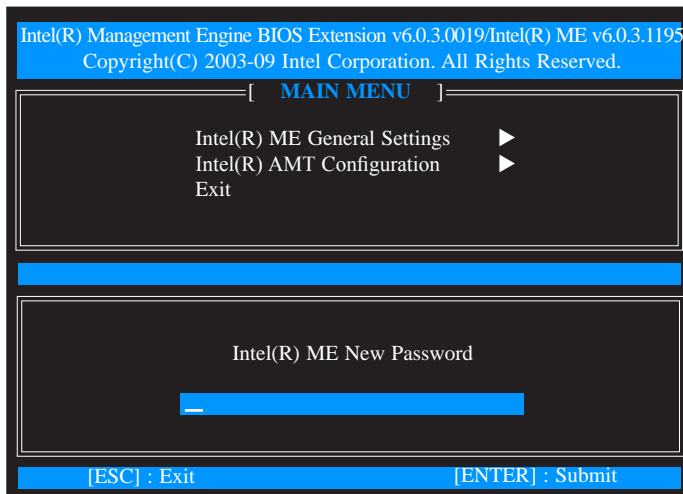 Intel(R) Management Engine BIOS Extension v6.0.3.0019/Intel(R) ME v6.0.3.1195
Copyright(C) 2003-09 Intel Corporation. All Rights Reserved.
[ MAIN MENU ]
Intel(R) ME General Settings ▶
Intel(R) AMT Configuration ▶
Exit
Intel(R) ME New Password
_
[ESC] : Exit [ENTER] : Submit